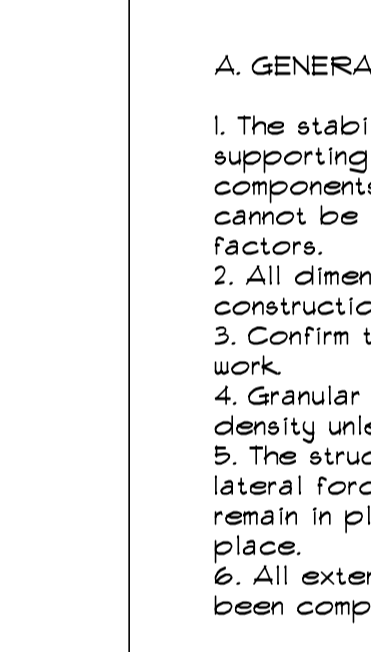 A. GENERA
1. The stabi
supporting
components
cannot be
factors.
2. All dimen
constructio
3. Confirm t
work.
4. Granular
density unle
5. The struc
lateral forc
remain in pl
place.
6. All exter
been comp